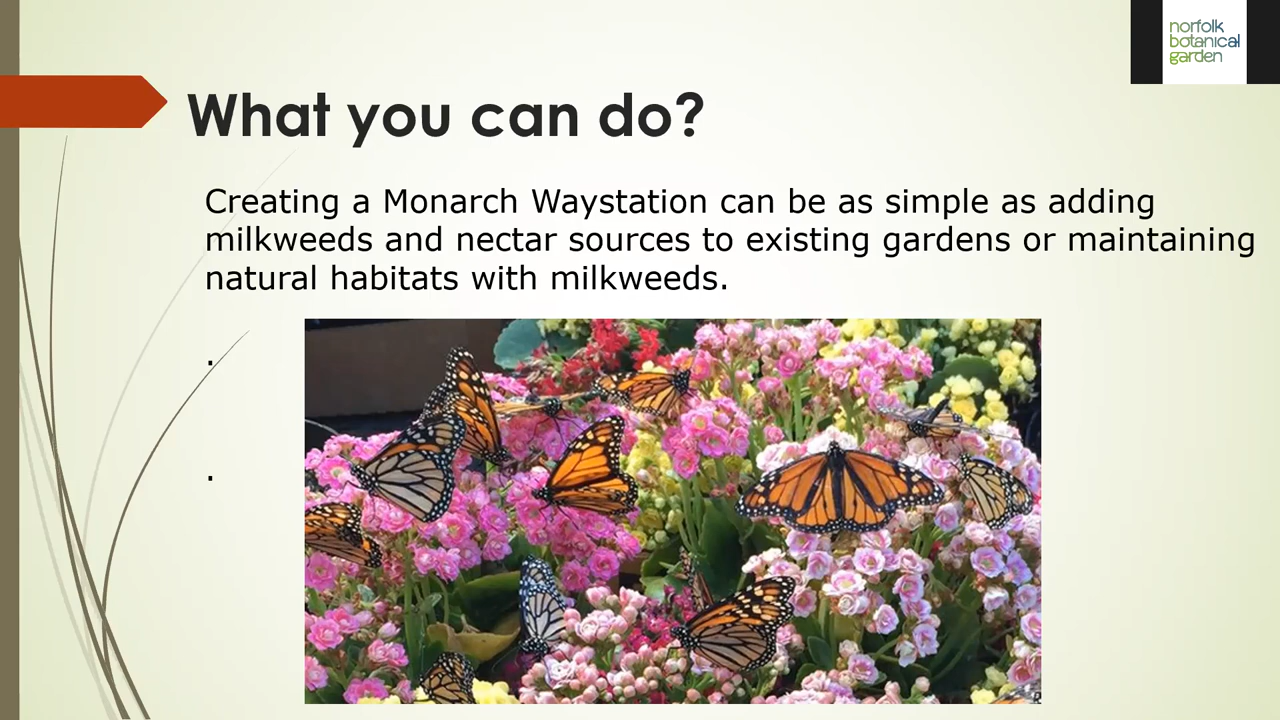 norfolk
botanical
garden
What you can do?
Creating a Monarch Waystation can be as simple as adding
milkweeds and nectar sources to existing gardens or maintaining
natural habitats with milkweeds.
.
.